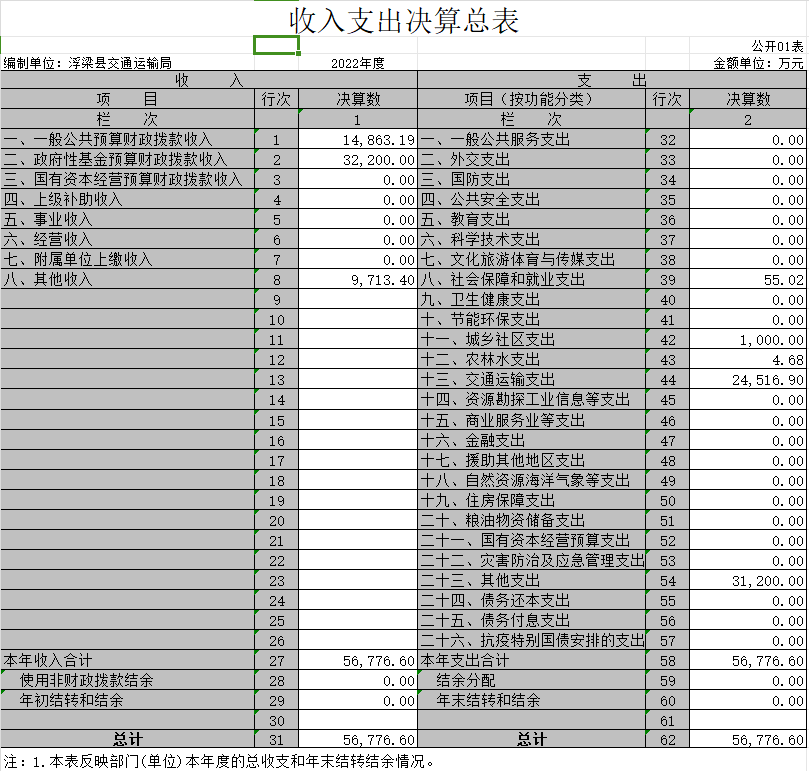 收入支出决算总表
公开01表
编制单位：浮梁县交通运输局 2022年度 金额单位：万元
收 入 支 出
项 目 行次 决算数 项目（按功能分类） 行次 决算数
栏 次 1 栏 次 2
一、一般公共预算财政拨款收入 1 14,863.19 一、一般公共服务支出 32 0.00
二、政府性基金预算财政拨款收入 2 32,200.00 二、外交支出 33 0.00
三、国有资本经营预算财政拨款收入 3 0.00 三、国防支出 34 0.00
四、上级补助收入 4 0.00 四、公共安全支出 35 0.00
五、事业收入 5 0.00 五、教育支出 36 0.00
六、经营收入 6 0.00 六、科学技术支出 37 0.00
七、附属单位上缴收入 7 0.00 七、文化旅游体育与传媒支出 38 0.00
八、其他收入 8 9,713.40 八、社会保障和就业支出 39 55.02
9 九、卫生健康支出 40 0.00
10 十、节能环保支出 41 0.00
11 十一、城乡社区支出 42 1,000.00
12 十二、农林水支出 43 4.68
13 十三、交通运输支出 44 24,516.90
14 十四、资源勘探工业信息等支出 45 0.00
15 十五、商业服务业等支出 46 0.00
16 十六、金融支出 47 0.00
17 十七、援助其他地区支出 48 0.00
18 十八、自然资源海洋气象等支出 49 0.00
19 十九、住房保障支出 50 0.00
20 二十、粮油物资储备支出 51 0.00
21 二十一、国有资本经营预算支出 52 0.00
22 二十二、灾害防治及应急管理支出 53 0.00
23 二十三、其他支出 54 31,200.00
24 二十四、债务还本支出 55 0.00
25 二十五、债务付息支出 56 0.00
26 二十六、抗疫特别国债安排的支出 57 0.00
本年收入合计 27 56,776.60 本年支出合计 58 56,776.60
使用非财政拨款结余 28 0.00 结余分配 59 0.00
年初结转和结余 29 0.00 年末结转和结余 60 0.00
30 61
总计 31 56,776.60 总计 62 56,776.60
注：1.本表反映部门(单位)本年度的总收支和年末结转结余情况。